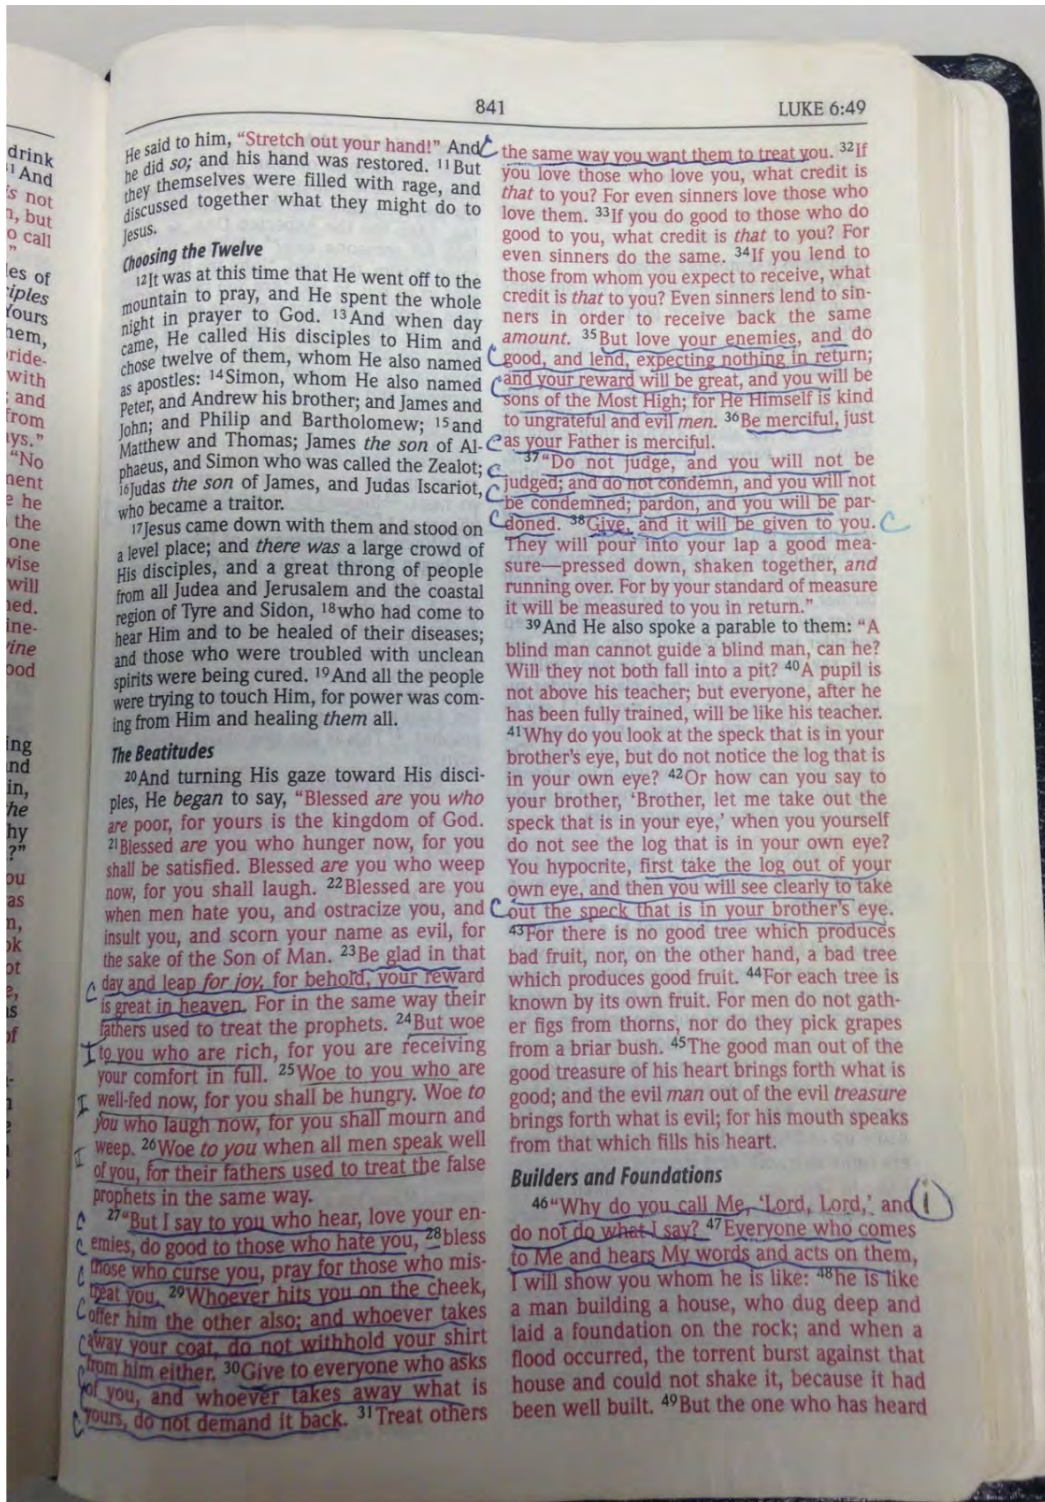 841
LUKE 6:49
drink
11 And
s not
n, but
o call
”
les of
iples
Yours
hem,
ride-
with
; and
from
ys.”
“No
ment
e he
the
one
wise
will
ned.
ine-
vine
ood
ing
and
in,
he
hy
?”
ou
as
n,
ok
ot
e,
is
of
He said to him, “Stretch out your hand!” And
he did so; and his hand was restored. 11 But
they themselves were filled with rage, and
discussed together what they might do to
Jesus.
Choosing the Twelve
12It was at this time that He went off to the
mountain to pray, and He spent the whole
night in prayer to God. 13And when day
came, He called His disciples to Him and
chose twelve of them, whom He also named
as apostles: 14Simon, whom He also named
Peter, and Andrew his brother; and James and
John; and Philip and Bartholomew; 15and
Matthew and Thomas; James the son of Al-
phaeus, and Simon who was called the Zealot;
16Judas the son of James, and Judas Iscariot,
who became a traitor.
17Jesus came down with them and stood on
a level place; and there was a large crowd of
His disciples, and a great throng of people
from all Judea and Jerusalem and the coastal
region of Tyre and Sidon, 18who had come to
hear Him and to be healed of their diseases;
and those who were troubled with unclean
spirits were being cured. 19And all the people
were trying to touch Him, for power was com-
ing from Him and healing them all.
The Beatitudes
20And turning His gaze toward His disci-
ples, He began to say, “Blessed are you who
are poor, for yours is the kingdom of God.
21Blessed are you who hunger now, for you
shall be satisfied. Blessed are you who weep
now, for you shall laugh. 22Blessed are you
when men hate you, and ostracize you, and
insult you, and scorn your name as evil, for
the sake of the Son of Man. 23Be glad in that
day and leap for joy, for behold, your reward
is great in heaven. For in the same way their
fathers used to treat the prophets. 24But woe
to you who are rich, for you are receiving
your comfort in full. 25Woe to you who are
well-fed now, for you shall be hungry. Woe to
you who laugh now, for you shall mourn and
weep. 26Woe to you when all men speak well
of you, for their fathers used to treat the false
prophets in the same way.
27“But I say to you who hear, love your en-
emies, do good to those who hate you, 28bless
those who curse you, pray for those who mis-
treat you. 29Whoever hits you on the cheek,
offer him the other also; and whoever takes
away your coat, do not withhold your shirt
from him either. 30Give to everyone who asks
of you, and whoever takes away what is
yours, do not demand it back. 31Treat others
the same way you want them to treat you. 32If
you love those who love you, what credit is
that to you? For even sinners love those who
love them. 33If you do good to those who do
good to you, what credit is that to you? For
even sinners do the same. 34If you lend to
those from whom you expect to receive, what
credit is that to you? Even sinners lend to sin-
ners in order to receive back the same
amount. 35But love your enemies, and do
good, and lend, expecting nothing in return;
and your reward will be great, and you will be
sons of the Most High; for He Himself is kind
to ungrateful and evil men. 36Be merciful, just
as your Father is merciful.
37“Do not judge, and you will not be
judged; and do not condemn, and you will not
be condemned; pardon, and you will be par-
doned. 38Give, and it will be given to you.
They will pour into your lap a good mea-
sure—pressed down, shaken together, and
running over. For by your standard of measure
it will be measured to you in return.”
39And He also spoke a parable to them: “A
blind man cannot guide a blind man, can he?
Will they not both fall into a pit? 40A pupil is
not above his teacher; but everyone, after he
has been fully trained, will be like his teacher.
41Why do you look at the speck that is in your
brother’s eye, but do not notice the log that is
in your own eye? 42Or how can you say to
your brother, ‘Brother, let me take out the
speck that is in your eye,’ when you yourself
do not see the log that is in your own eye?
You hypocrite, first take the log out of your
own eye, and then you will see clearly to take
out the speck that is in your brother’s eye.
43For there is no good tree which produces
bad fruit, nor, on the other hand, a bad tree
which produces good fruit. 44For each tree is
known by its own fruit. For men do not gath-
er figs from thorns, nor do they pick grapes
from a briar bush. 45The good man out of the
good treasure of his heart brings forth what is
good; and the evil man out of the evil treasure
brings forth what is evil; for his mouth speaks
from that which fills his heart.
Builders and Foundations
46“Why do you call Me, ‘Lord, Lord,’ and i
do not do what I say? 47Everyone who comes
to Me and hears My words and acts on them,
I will show you whom he is like: 48he is like
a man building a house, who dug deep and
laid a foundation on the rock; and when a
flood occurred, the torrent burst against that
house and could not shake it, because it had
been well built. 49But the one who has heard